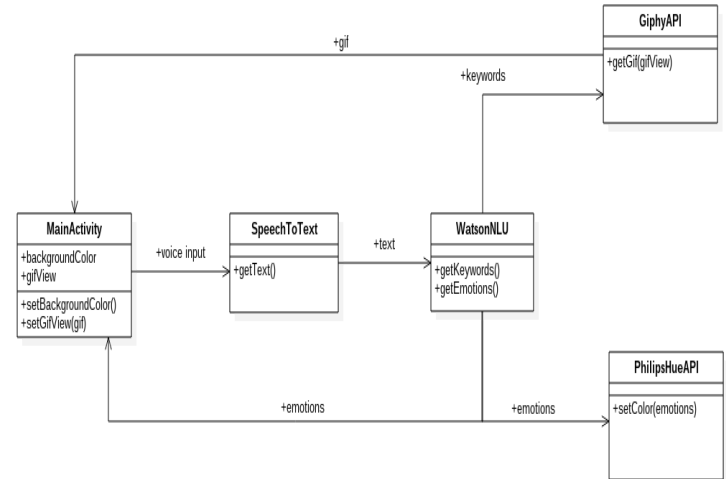 GiphyAPI
+gif
+getGif(gifView)
+keywords
MainActivity
SpeechToText
WatsonNLU
+backgroundColor
+gifView
+voice input
+getText()
+text
+getKeywords()
+getEmotions()
+setBackgroundColor()
+setGifView(gif)
PhilipsHueAPI
+emotions
+emotions
+setColor(emotions)